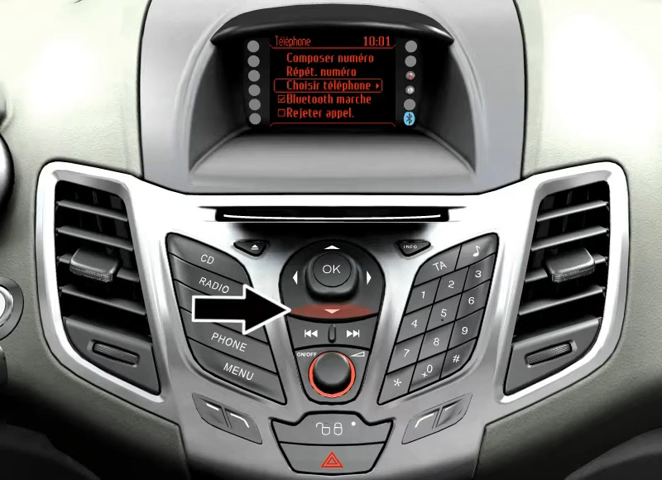 Téléphone 10:01
Composer numéro
Répét. numéro
Choisir téléphone
Bluetooth marche
Rejeter appel.
CD
RADIO
PHONE
MENU
OK
INFO
ON/OFF
TA
1 2 3
4 5 6
7 8 9
* 0 #